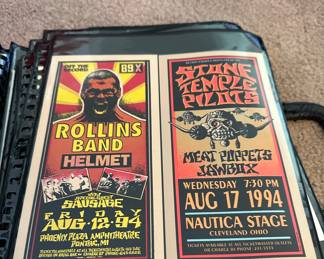 OFF THE RECORD
89X
ROLLINS
BAND
HELMET
SAUSAGE
FRIDAY
AUG. 12•94
PHOENIX PLAZA AMPHITHEATRE
PONTIAC, MI
STONE
TEMPLE
PILOTS
MEAT PUPPETS
JAWBOX
WEDNESDAY 7:30 PM
AUG 17 1994
NAUTICA STAGE
CLEVELAND OHIO